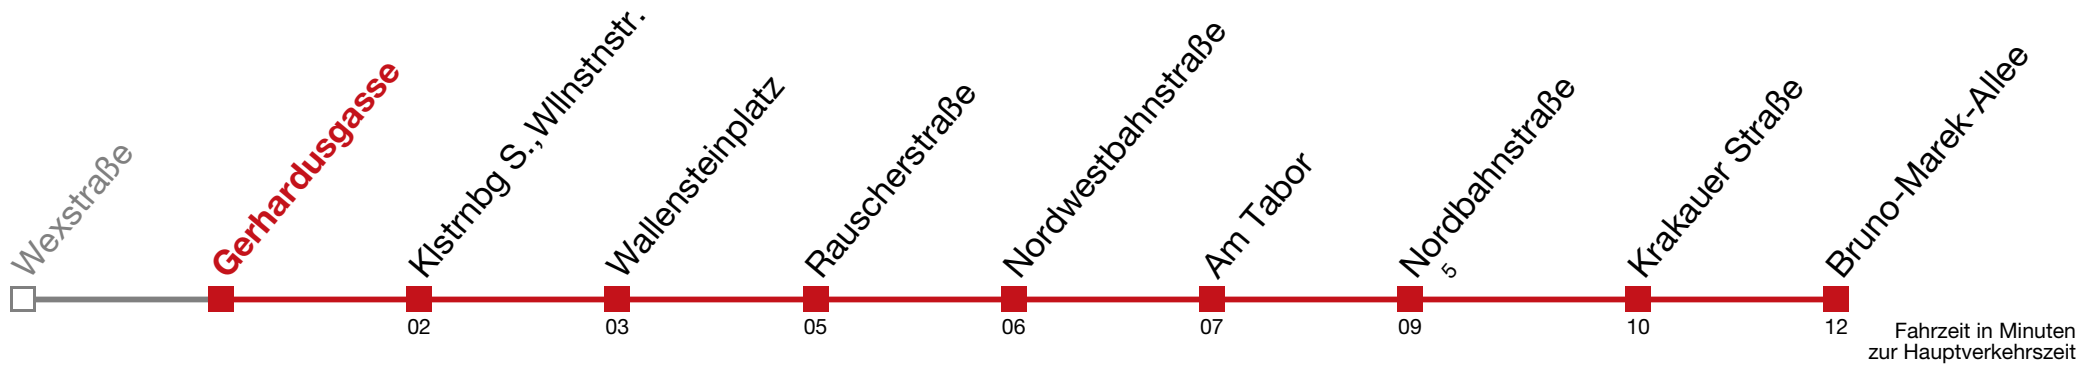 Wexstraße
Gerhardusgasse
Klstrnbg S.,Wllnstnstr.
Wallensteinplatz
Rauscherstraße
Nordwestbahnstraße
Am Tabor
Nordbahnstraße
5
Krakauer Straße
Bruno-Marek-Allee
02
03
05
06
07
09
10
12
Fahrzeit in Minuten
zur Hauptverkehrszeit